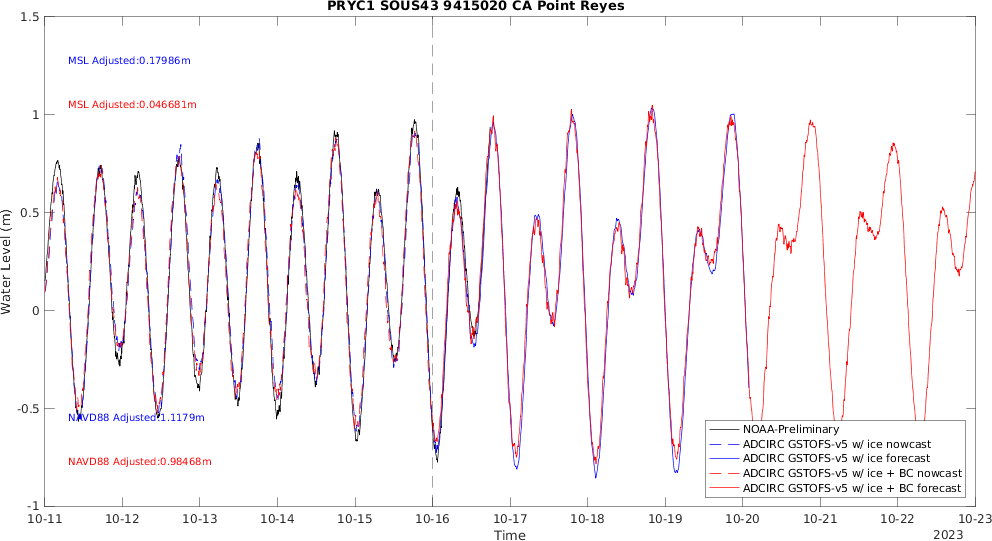 PRYC1 SOUS43 9415020 CA Point Reyes
1.5
1
0.5
0
-0.5
-1
Water Level (m)
MSL Adjusted:0.17986m
MSL Adjusted:0.046681m
NAVD88 Adjusted:1.1179m
NAVD88 Adjusted:0.98468m
NOAA-Preliminary
ADCIRC GSTOFS-v5 w/ ice nowcast
ADCIRC GSTOFS-v5 w/ ice forecast
ADCIRC GSTOFS-v5 w/ ice + BC nowcast
ADCIRC GSTOFS-v5 w/ ice + BC forecast
10-11 10-12 10-13 10-14 10-15 10-16 10-17 10-18 10-19 10-20 10-21 10-22 10-23
Time
2023